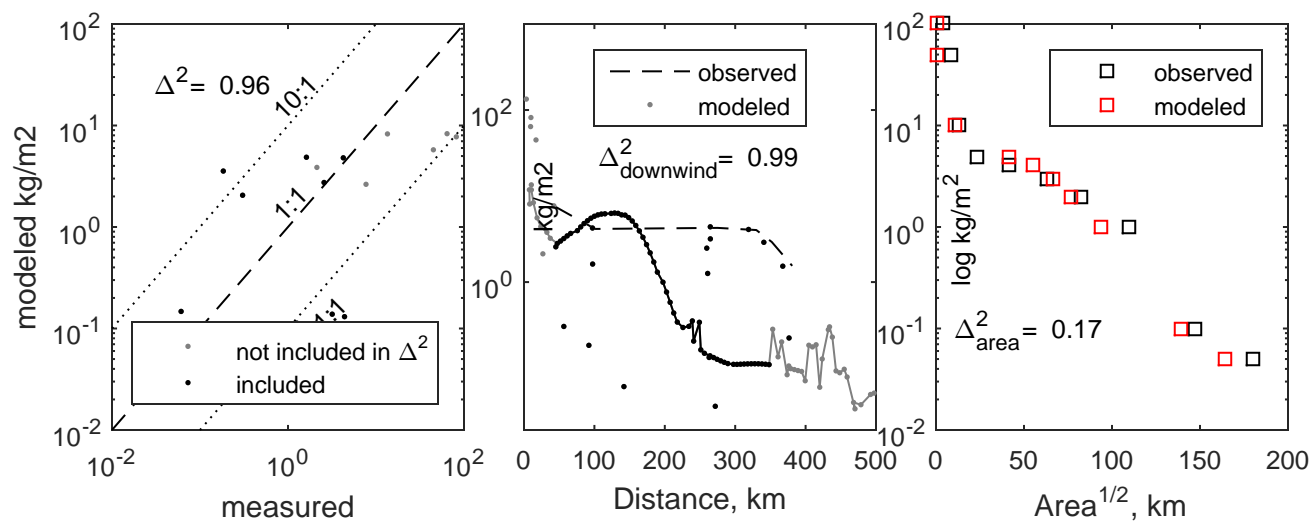 modeled kg/m2
10^2
10^1
10^0
10^-1
10^-2
Δ^2= 0.96
10:1
1:1
1:1
not included in Δ^2
included
10^-2
10^0
10^2
measured
10^2
10^0
kg/m2
observed
modeled
Δ^2_downwind= 0.99
0
100
200
300
400
500
Distance, km
10^2
10^1
10^0
10^-1
10^-2
log kg/m^2
observed
modeled
Δ^2_area= 0.17
0
50
100
150
200
Area^1/2, km